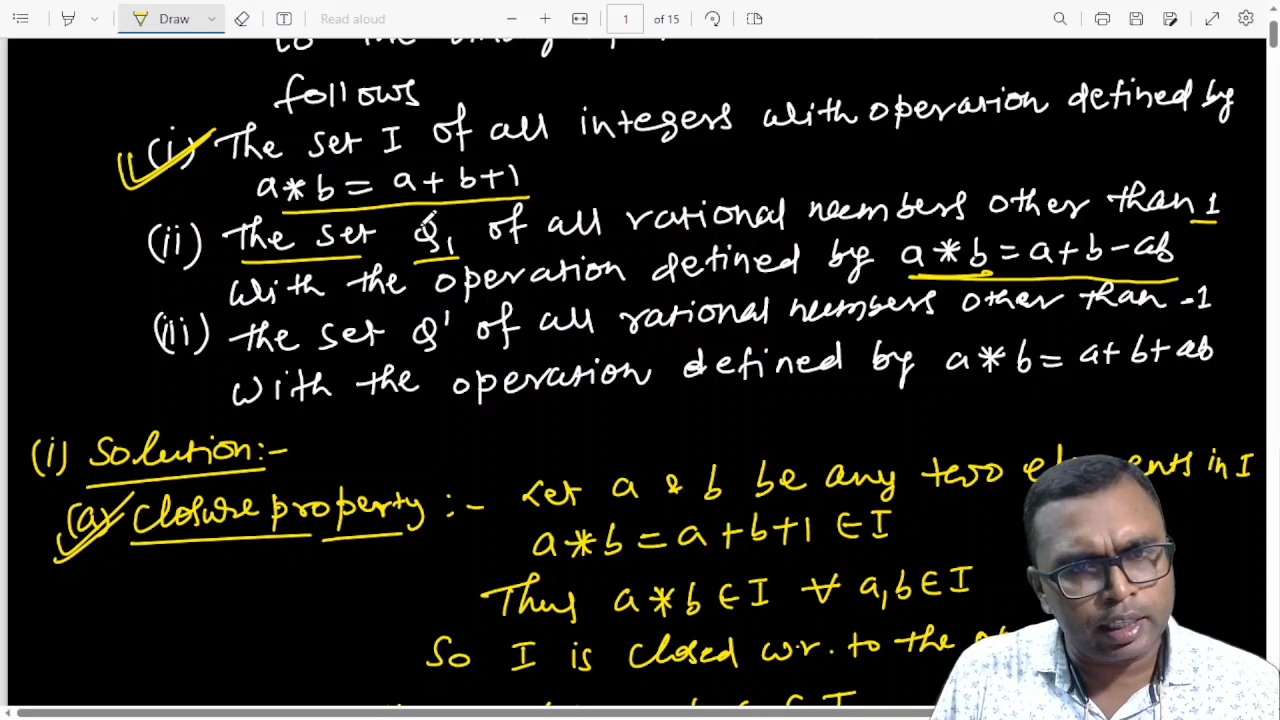 Draw
Read aloud
1 of 15
follows
(i) The set I of all integers with operation defined by
a * b = a + b + 1
(ii) The set Q₁ of all rational numbers other than 1
with the operation defined by a * b = a + b - ab
(iii) The set Q' of all rational numbers other than -1
with the operation defined by a * b = a + b + ab
(i) Solution:-
(a) Closure property :- Let a & b be any two elements in I
a * b = a + b + 1 ∈ I
Thus a * b ∈ I ∀ a, b ∈ I
So I is closed w.r. to the